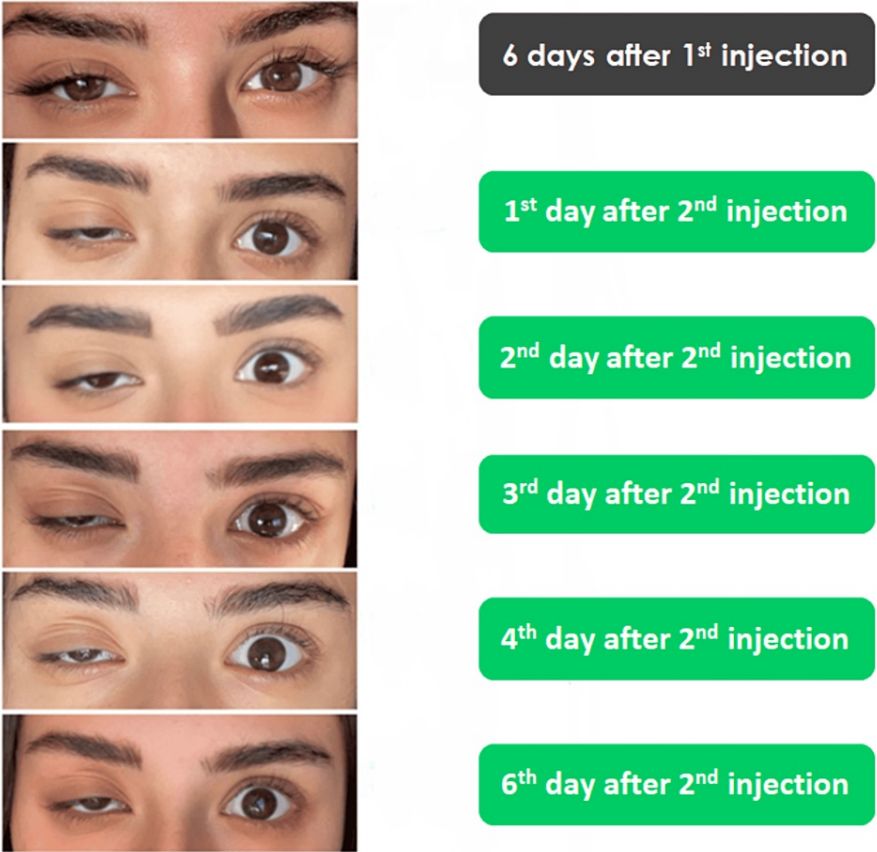 6 days after 1st injection
1st day after 2nd injection
2nd day after 2nd injection
3rd day after 2nd injection
4th day after 2nd injection
6th day after 2nd injection